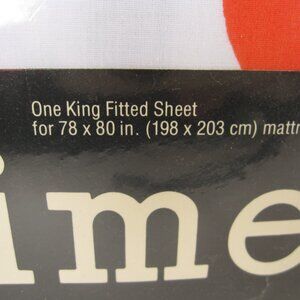 One King Fitted Sheet
for 78 x 80 in. (198 x 203 cm) mattr
ime